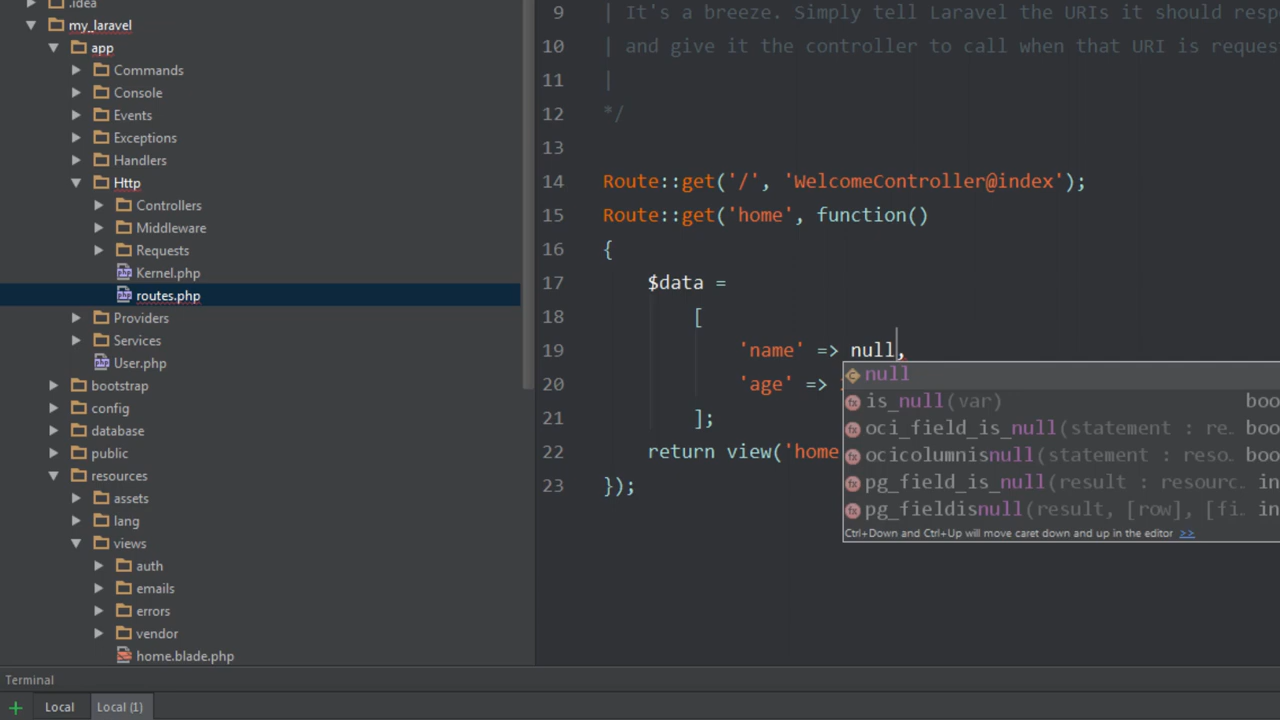 .idea
my_laravel
app
Commands
Console
Events
Exceptions
Handlers
Http
Controllers
Middleware
Requests
Kernel.php
routes.php
Providers
Services
User.php
bootstrap
config
database
public
resources
assets
lang
views
auth
emails
errors
vendor
home.blade.php
9 | It's a breeze. Simply tell Laravel the URIs it should resp
10 | and give it the controller to call when that URI is reques
11 |
12 */
13
14 Route::get('/', 'WelcomeController@index');
15 Route::get('home', function()
16 {
17 $data =
18 [
19 'name' => null,
20 'age' =>
21 ];
22 return view('home
23 });
null
is_null(var) boo
oci_field_is_null(statement : re… boo
ocicolumnisnull(statement : reso… boo
pg_field_is_null(result : resourc… in
pg_fieldisnull(result, [row], [fi… in
Ctrl+Down and Ctrl+Up will move caret down and up in the editor >>
Terminal
+ Local Local (1)